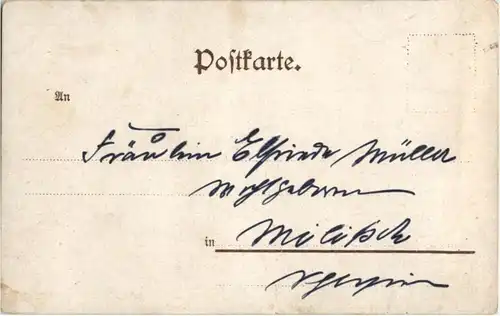 Postkarte.
An
Fräulein Elfriede Müller
Wohlgeboren
in Militsch